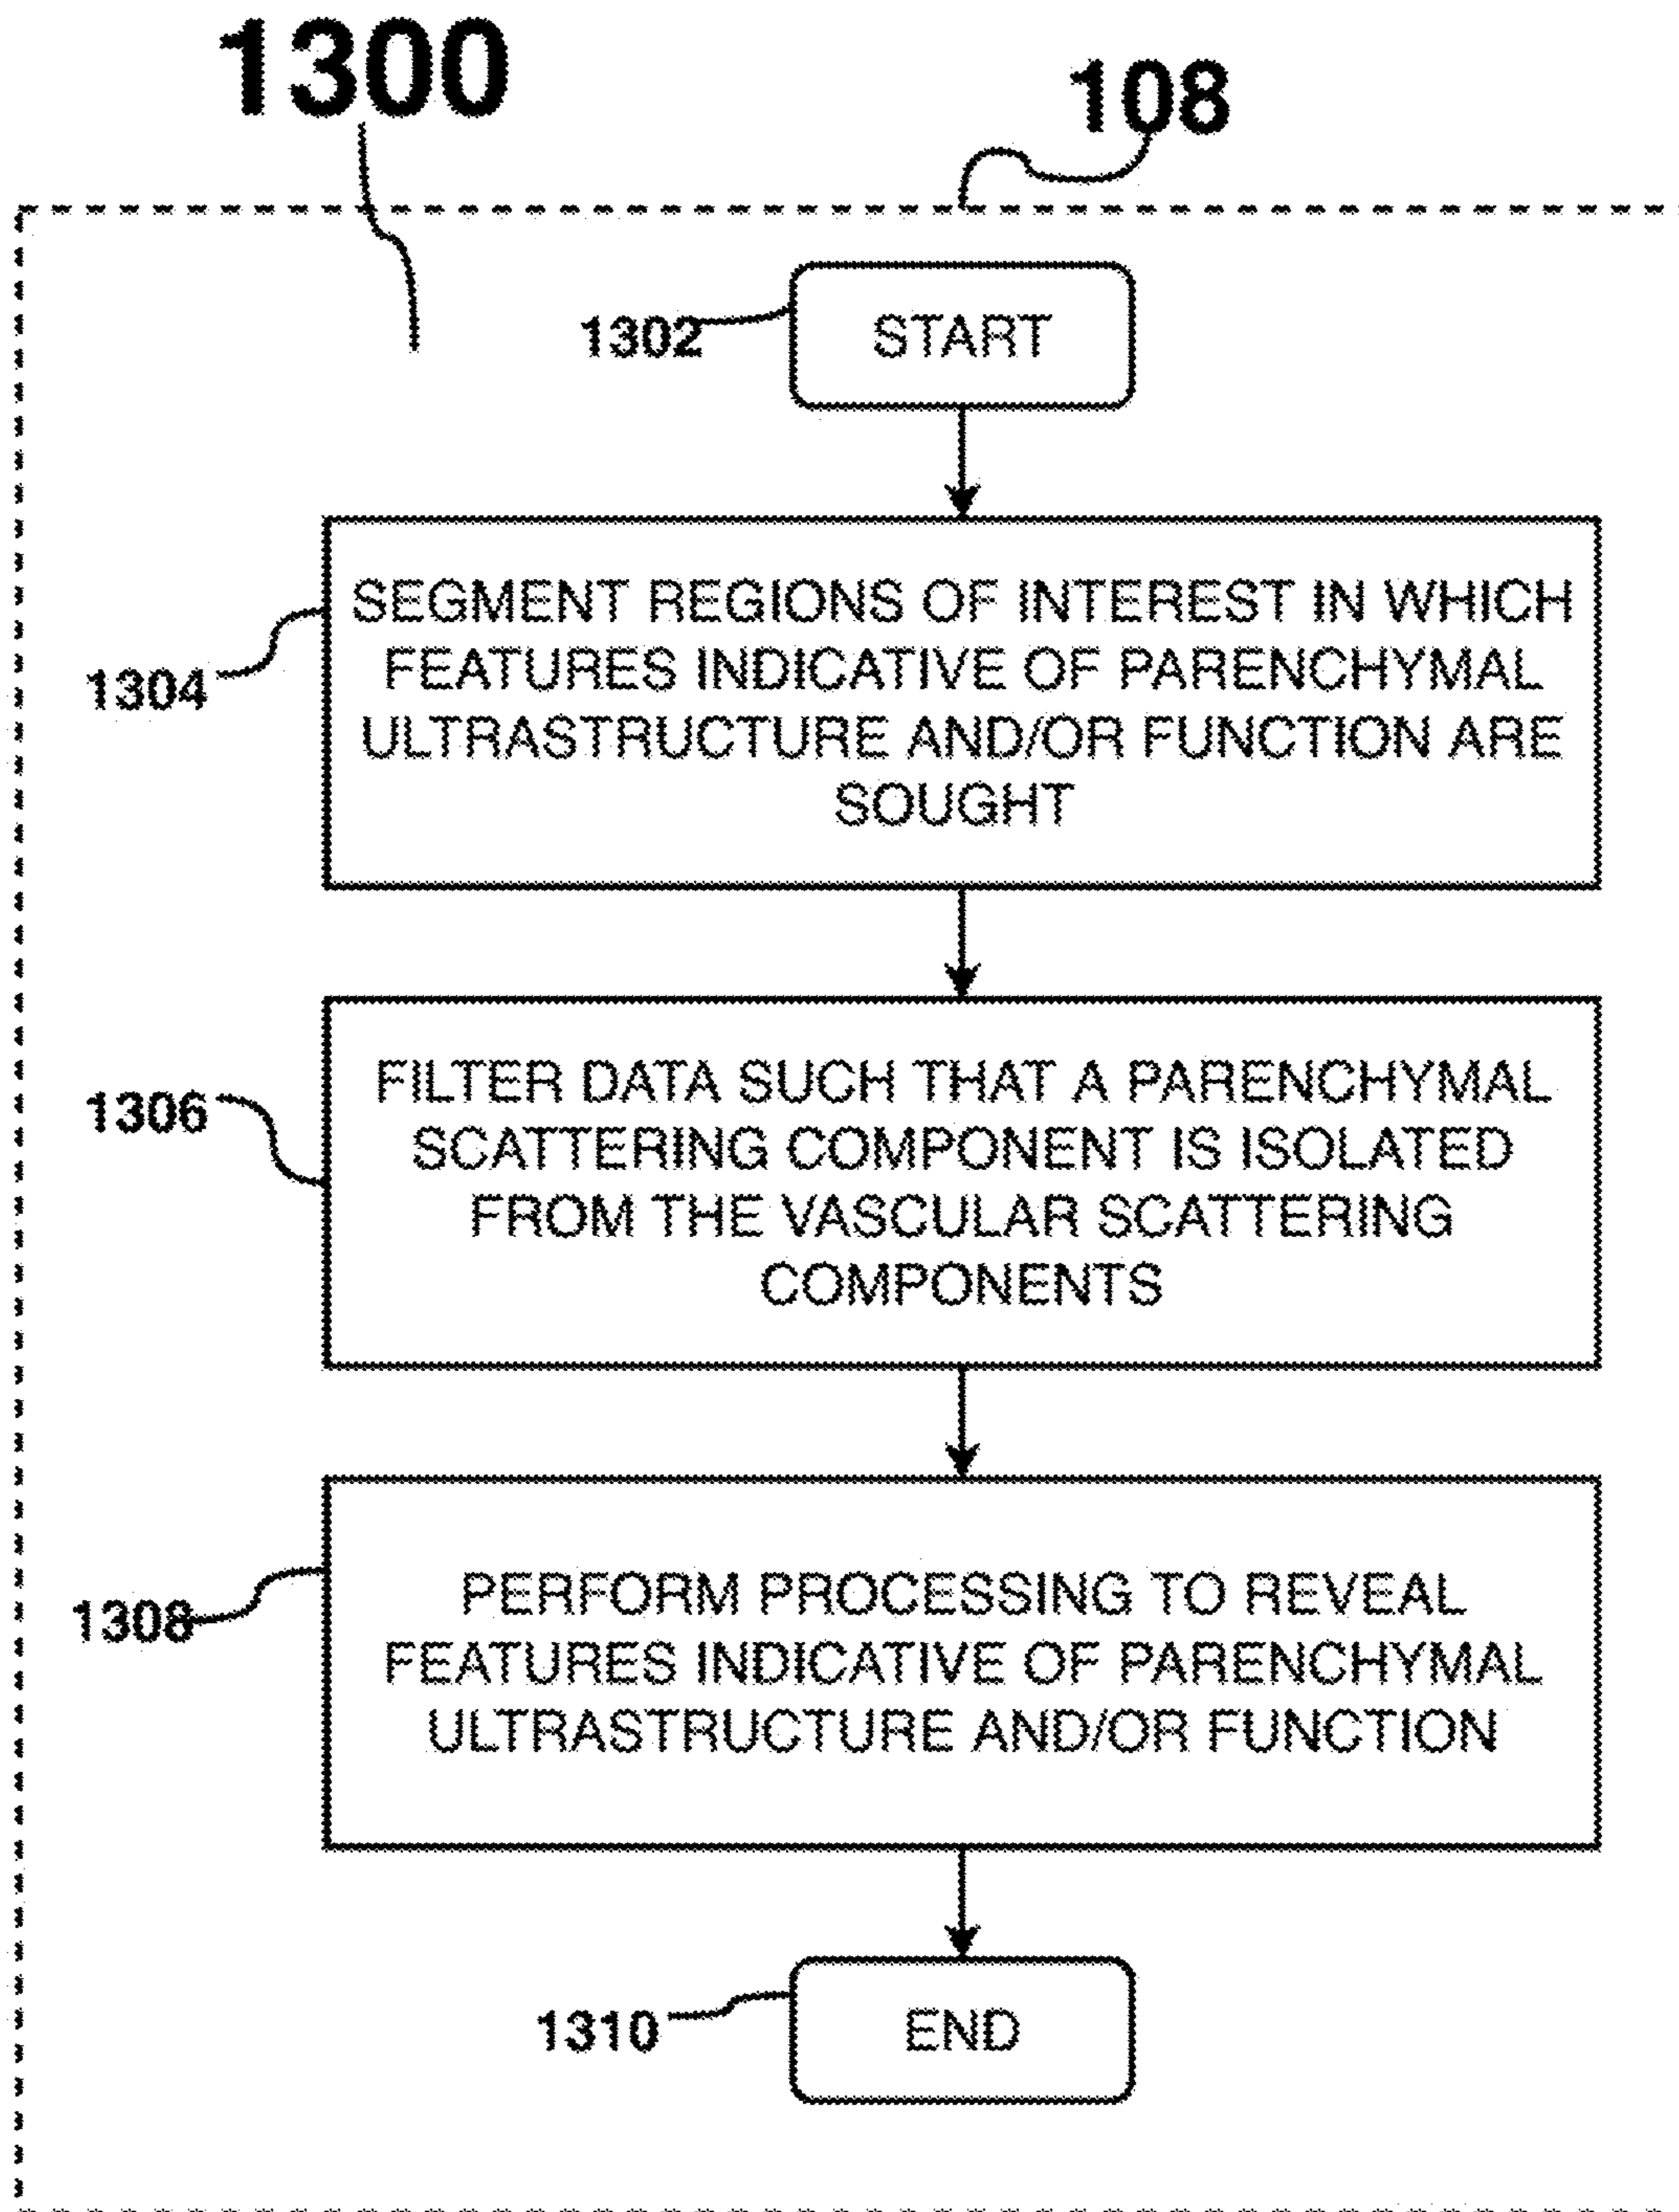 1300
108
1302
START
1304
SEGMENT REGIONS OF INTEREST IN WHICH
FEATURES INDICATIVE OF PARENCHYMAL
ULTRASTRUCTURE AND/OR FUNCTION ARE
SOUGHT
1306
FILTER DATA SUCH THAT A PARENCHYMAL
SCATTERING COMPONENT IS ISOLATED
FROM THE VASCULAR SCATTERING
COMPONENTS
1308
PERFORM PROCESSING TO REVEAL
FEATURES INDICATIVE OF PARENCHYMAL
ULTRASTRUCTURE AND/OR FUNCTION
1310
END